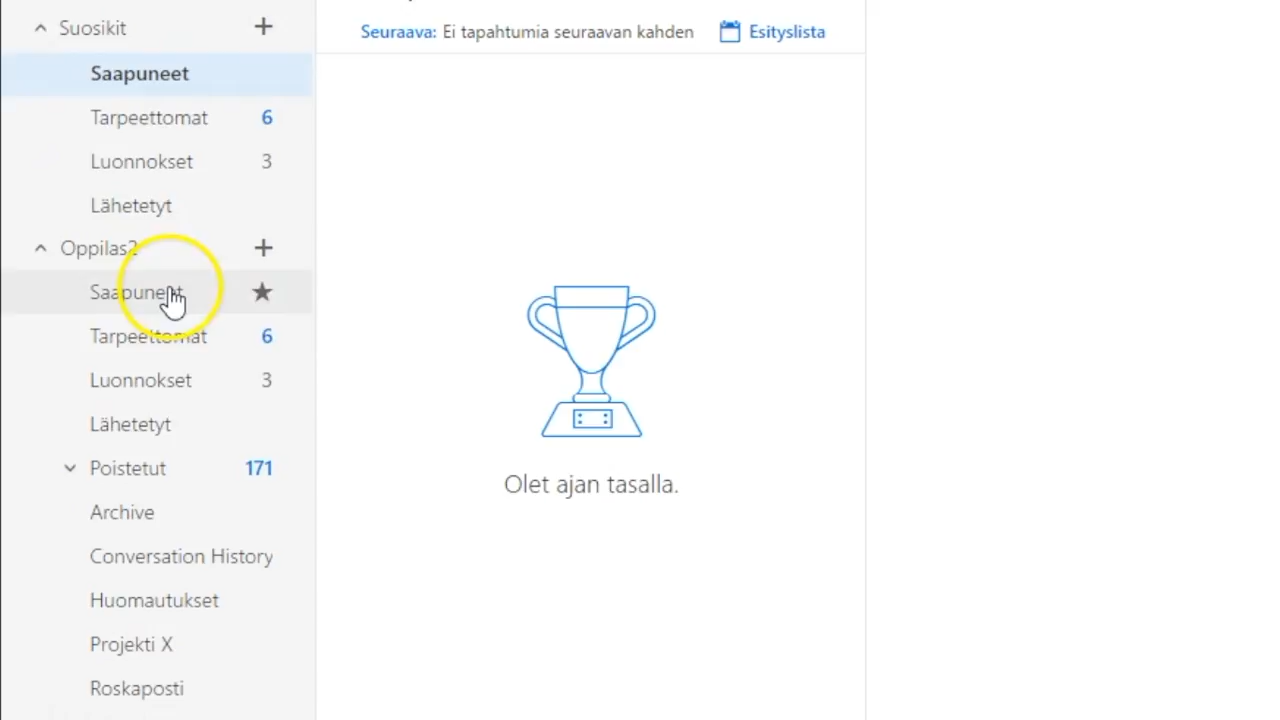 Suosikit
Saapuneet
Tarpeettomat 6
Luonnokset 3
Lähetetyt
Oppilas2
Saapuneet
Tarpeettomat 6
Luonnokset 3
Lähetetyt
Poistetut 171
Archive
Conversation History
Huomautukset
Projekti X
Roskaposti
Seuraava: Ei tapahtumia seuraavan kahden
Esityslista
Olet ajan tasalla.